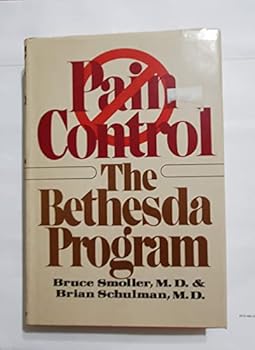 Pain
Control
The
Bethesda
Program
Bruce Smoller, M.D. &
Brian Schulman, M.D.